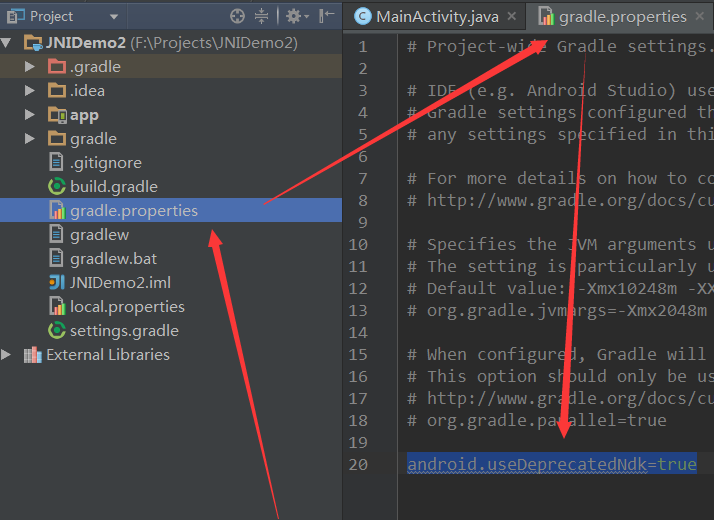 Project
JNIDemo2 (F:\Projects\JNIDemo2)
.gradle
.idea
app
gradle
.gitignore
build.gradle
gradle.properties
gradlew
gradlew.bat
JNIDemo2.iml
local.properties
settings.gradle
External Libraries
MainActivity.java
gradle.properties
1 # Project-wide Gradle settings.
2
3 # IDE (e.g. Android Studio) use
4 # Gradle settings configured th
5 # any settings specified in thi
6
7 # For more details on how to co
8 # http://www.gradle.org/docs/cu
9
10 # Specifies the JVM arguments u
11 # The setting is particularly u
12 # Default value: -Xmx10248m -XX
13 # org.gradle.jvmargs=-Xmx2048m
14
15 # When configured, Gradle will
16 # This option should only be us
17 # http://www.gradle.org/docs/cu
18 # org.gradle.parallel=true
19
20 android.useDeprecatedNdk=true